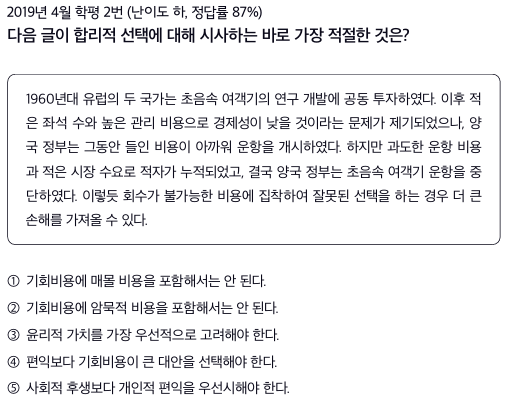 2019년 4월 학평 2번 (난이도 하, 정답률 87%)
다음 글이 합리적 선택에 대해 시사하는 바로 가장 적절한 것은?
1960년대 유럽의 두 국가는 초음속 여객기의 연구 개발에 공동 투자하였다. 이후 적
은 좌석 수와 높은 관리 비용으로 경제성이 낮을 것이라는 문제가 제기되었으나, 양
국 정부는 그동안 들인 비용이 아까워 운항을 개시하였다. 하지만 과도한 운항 비용
과 적은 시장 수요로 적자가 누적되었고, 결국 양국 정부는 초음속 여객기 운항을 중
단하였다. 이렇듯 회수가 불가능한 비용에 집착하여 잘못된 선택을 하는 경우 더 큰
손해를 가져올 수 있다.
① 기회비용에 매몰 비용을 포함해서는 안 된다.
② 기회비용에 암묵적 비용을 포함해서는 안 된다.
③ 윤리적 가치를 가장 우선적으로 고려해야 한다.
④ 편익보다 기회비용이 큰 대안을 선택해야 한다.
⑤ 사회적 후생보다 개인적 편익을 우선시해야 한다.